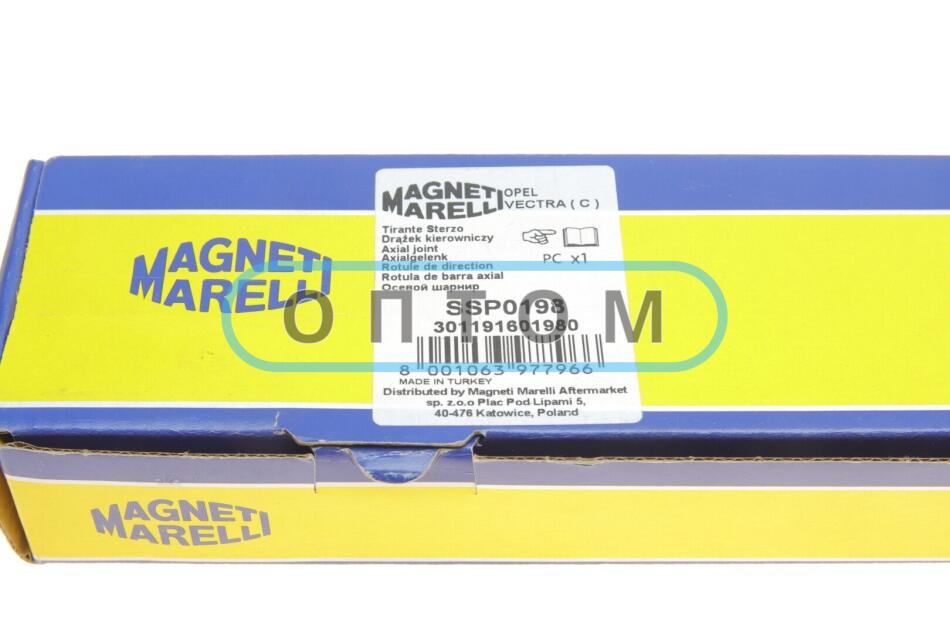 MAGNETI
MARELLI
OPEL
VECTRA ( C )
Tirante Sterzo
Drążek kierowniczy
Axial joint
Axialgelenk
Rotule de direction
Rotula de barra axial
Осевой шарнир
PC x1
SSP0198
301191601980
8 001063 977966
MADE IN TURKEY
Distributed by Magneti Marelli Aftermarket
sp. z.o.o Plac Pod Lipami 5,
40-476 Katowice, Poland
MAGNETI
MARELLI
ОПТОМ
MAGNETI
MARELLI